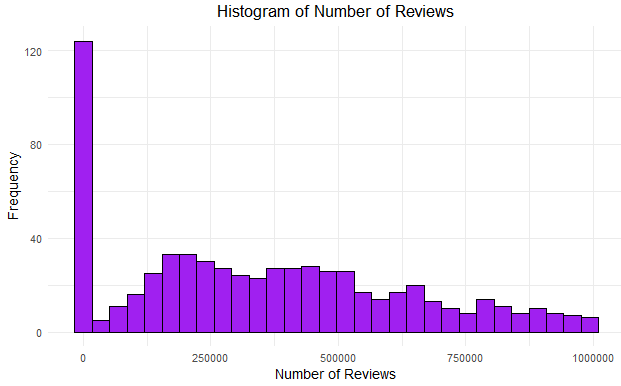 Histogram of Number of Reviews
120
80
40
0
Frequency
0 250000 500000 750000 1000000
Number of Reviews